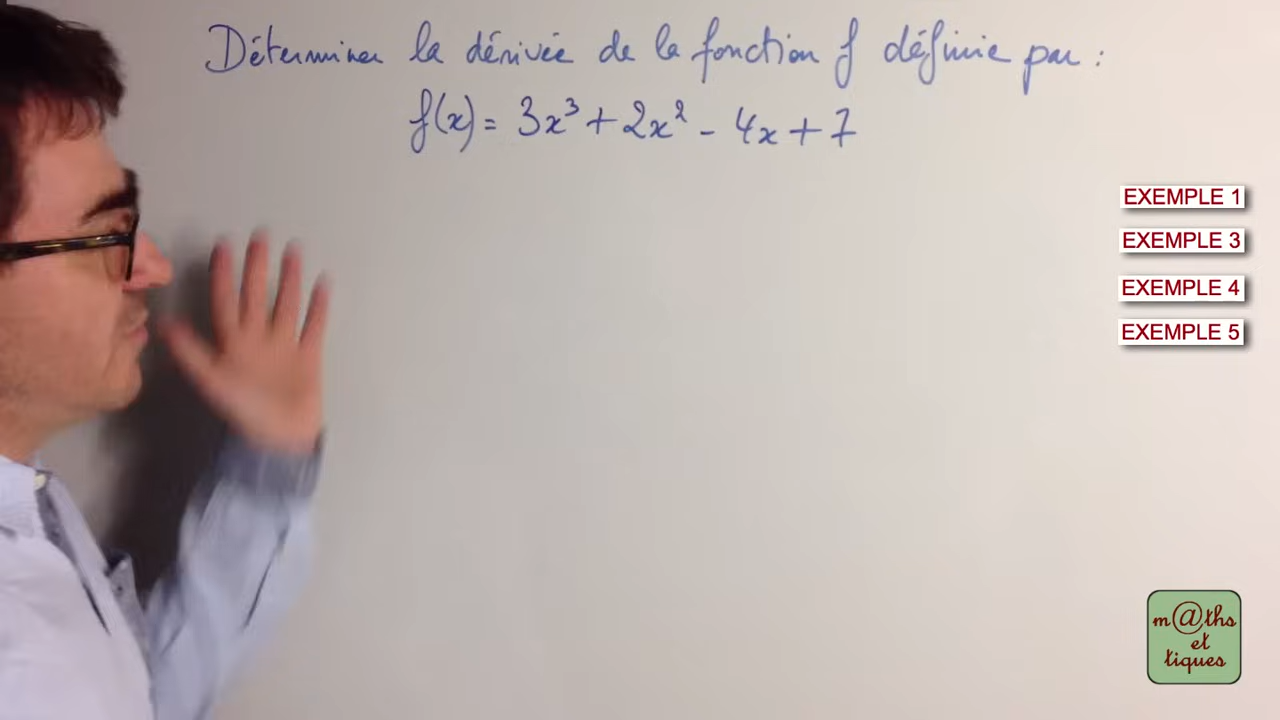 Déterminer la dérivée de la fonction f définie par :
f(x) = 3x³ + 2x² - 4x + 7
EXEMPLE 1
EXEMPLE 3
EXEMPLE 4
EXEMPLE 5
m@ths
et
tiques